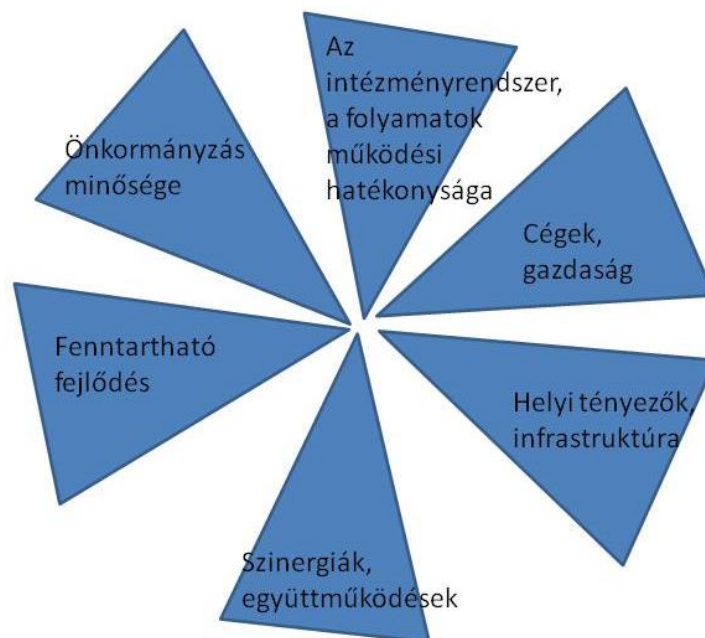 Az
intézményrendszer,
a folyamatok
működési
hatékonysága
Cégek,
gazdaság
Helyi tényezők,
infrastruktúra
Szinergiák,
együttműködések
Fenntartható
fejlődés
Önkormányzás
minősége